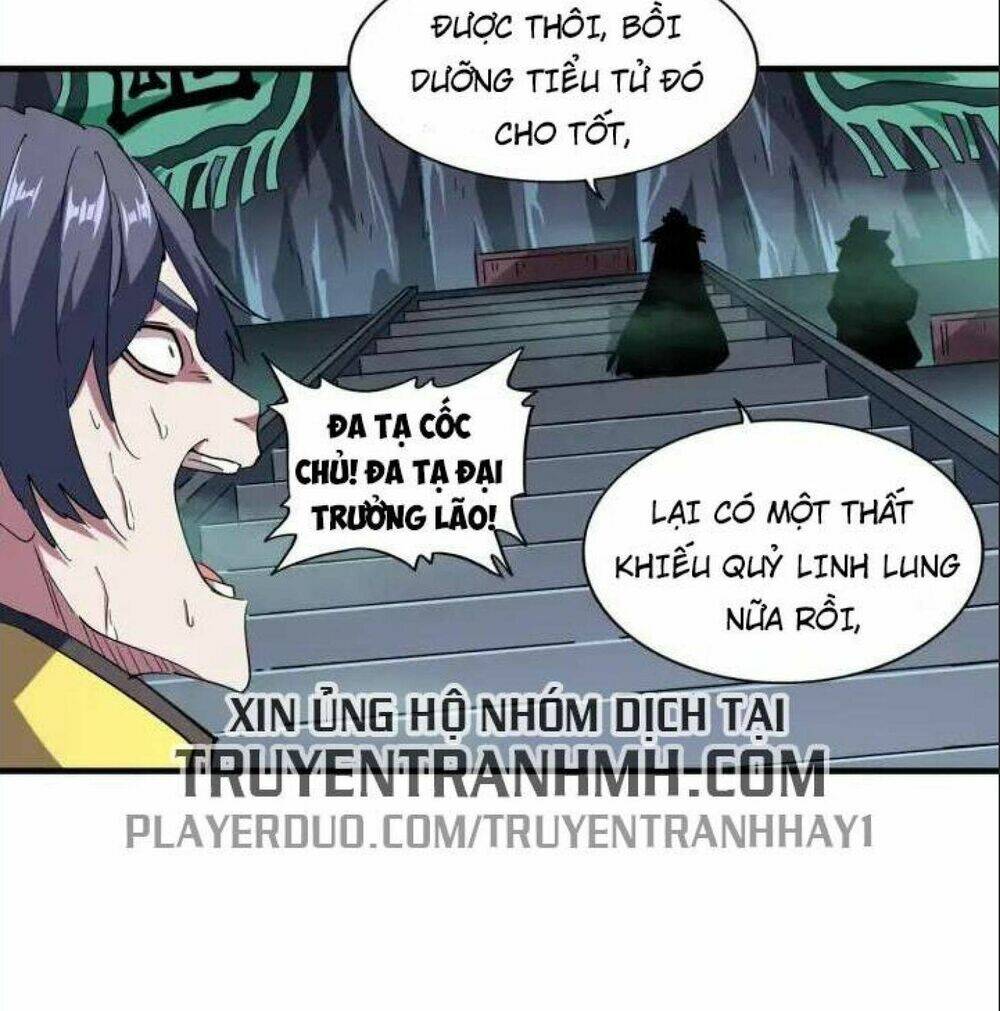 ĐƯỢC THÔI, BỒI
DƯỠNG TIỂU TỬ ĐÓ
CHO TỐT,
ĐA TẠ CỐC
CHỦ! ĐA TẠ ĐẠI
TRƯỞNG LÃO!
LẠI CÓ MỘT THẤT
KHIẾU QUỶ LINH LUNG
NỮA RỒI,
XIN ỦNG HỘ NHÓM DỊCH TẠI
TRUYENTRANHMH.COM
PLAYERDUO.COM/TRUYENTRANHHAY1